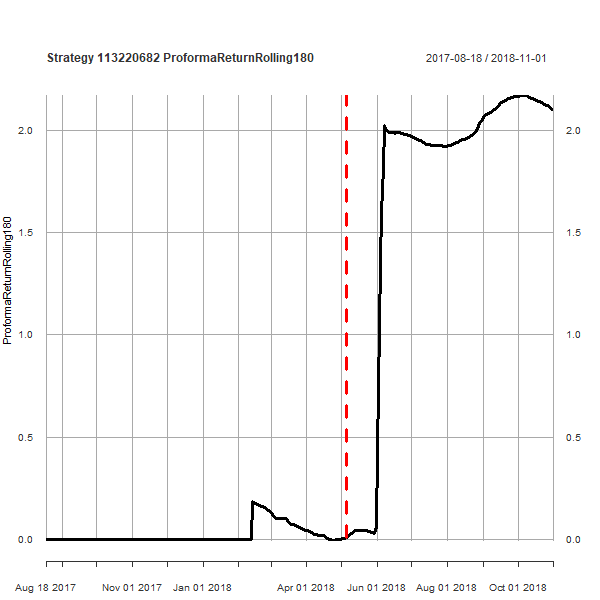 Strategy 113220682 ProformaReturnRolling180 2017-08-18 / 2018-11-01
2.0 2.0
1.5 1.5
ProformaReturnRolling180
1.0 1.0
0.5 0.5
0.0 0.0
Aug 18 2017 Nov 01 2017 Jan 01 2018 Apr 01 2018 Jun 01 2018 Aug 01 2018 Oct 01 2018